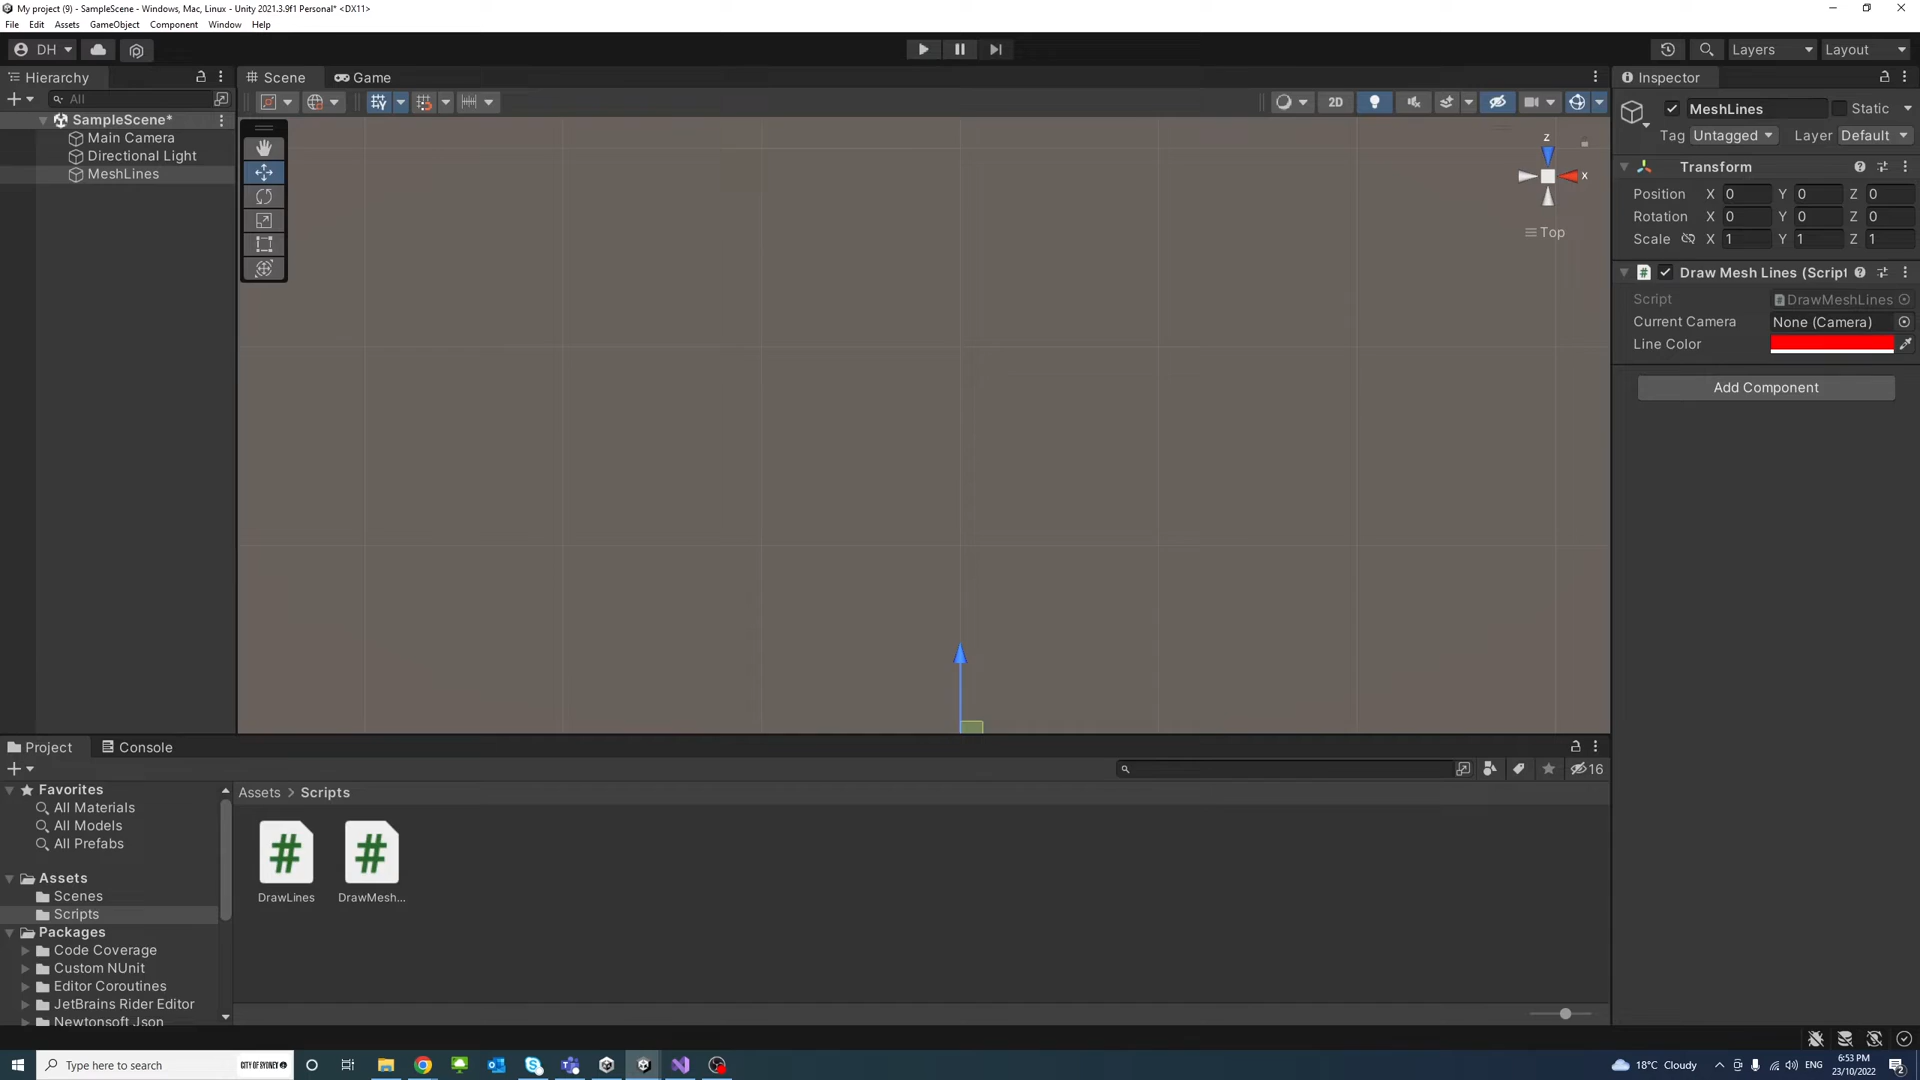 My project (9) - SampleScene - Windows, Mac, Linux - Unity 2021.3.9f1 Personal* <DX11>
File Edit Assets GameObject Component Window Help
DH
Layers
Layout
Hierarchy
Scene
Game
Inspector
All
2D
SampleScene*
Main Camera
Directional Light
MeshLines
z
x
Top
MeshLines
Static
Tag Untagged Layer Default
Transform
Position X 0 Y 0 Z 0
Rotation X 0 Y 0 Z 0
Scale X 1 Y 1 Z 1
# Draw Mesh Lines (Script
Script DrawMeshLines
Current Camera None (Camera)
Line Color
Add Component
Project
Console
16
Favorites
All Materials
All Models
All Prefabs
Assets
Scenes
Scripts
Packages
Code Coverage
Custom NUnit
Editor Coroutines
JetBrains Rider Editor
Newtonsoft Json
Assets > Scripts
# #
DrawLines
DrawMesh...
Type here to search
CITY OF SYDNEY
18°C Cloudy
6:53 PM
23/10/2022
2